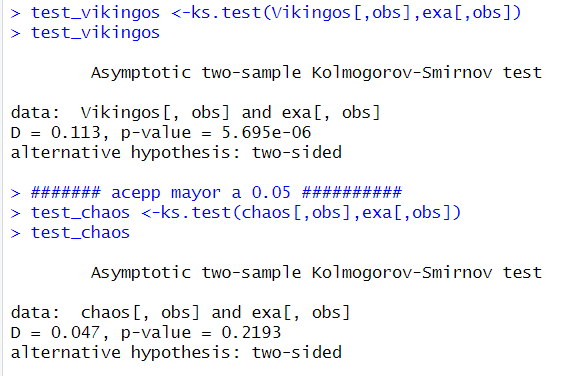 > test_vikingos <-ks.test(Vikingos[,obs],exa[,obs])
> test_vikingos
Asymptotic two-sample Kolmogorov-Smirnov test
data:  Vikingos[, obs] and exa[, obs]
D = 0.113, p-value = 5.695e-06
alternative hypothesis: two-sided
> ####### acepp mayor a 0.05 ##########
> test_chaos <-ks.test(chaos[,obs],exa[,obs])
> test_chaos
Asymptotic two-sample Kolmogorov-Smirnov test
data:  chaos[, obs] and exa[, obs]
D = 0.047, p-value = 0.2193
alternative hypothesis: two-sided